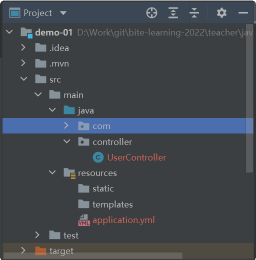 Project
demo-01 D:\Work\git\bite-learning-2022\teacher\jav
.idea
.mvn
src
main
java
com
controller
UserController
resources
static
templates
application.yml
test
target